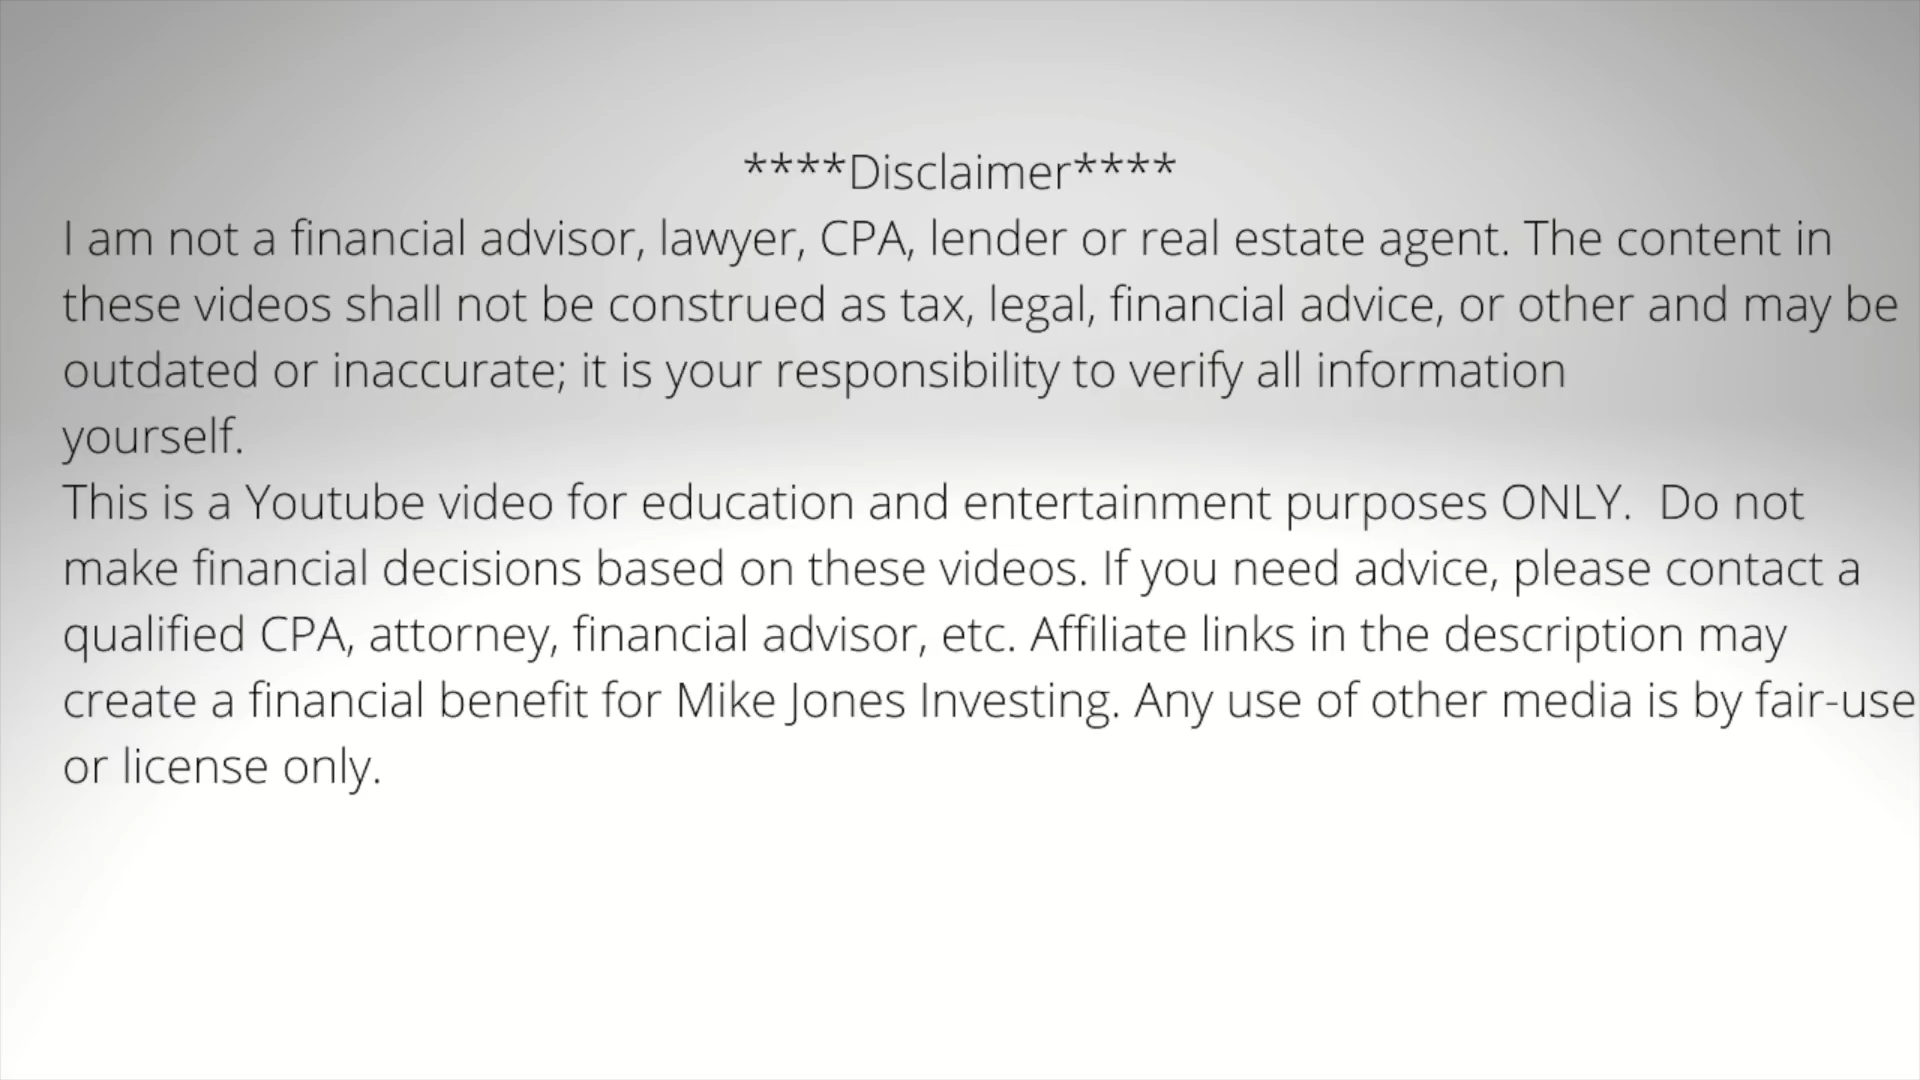 ****Disclaimer****
I am not a financial advisor, lawyer, CPA, lender or real estate agent. The content in
these videos shall not be construed as tax, legal, financial advice, or other and may be
outdated or inaccurate; it is your responsibility to verify all information
yourself.
This is a Youtube video for education and entertainment purposes ONLY.  Do not
make financial decisions based on these videos. If you need advice, please contact a
qualified CPA, attorney, financial advisor, etc. Affiliate links in the description may
create a financial benefit for Mike Jones Investing. Any use of other media is by fair-use
or license only.